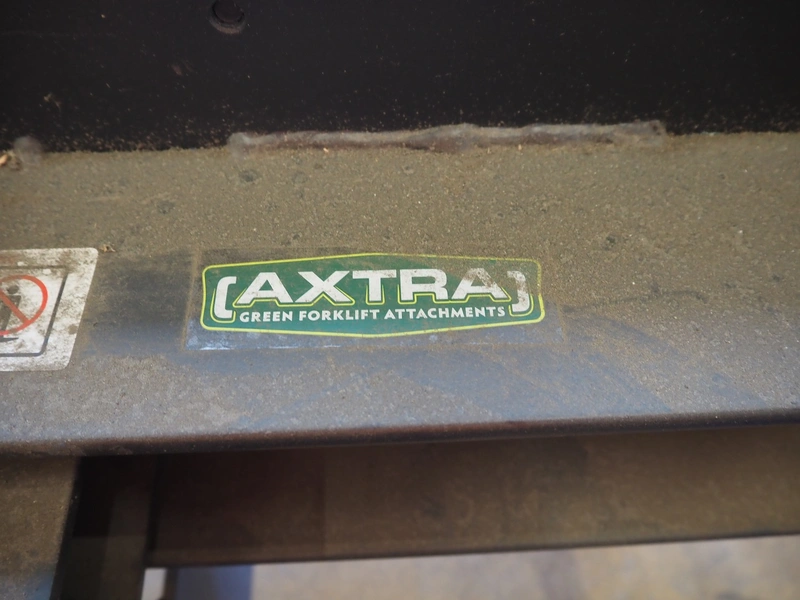 (AXTRA)
GREEN FORKLIFT ATTACHMENTS